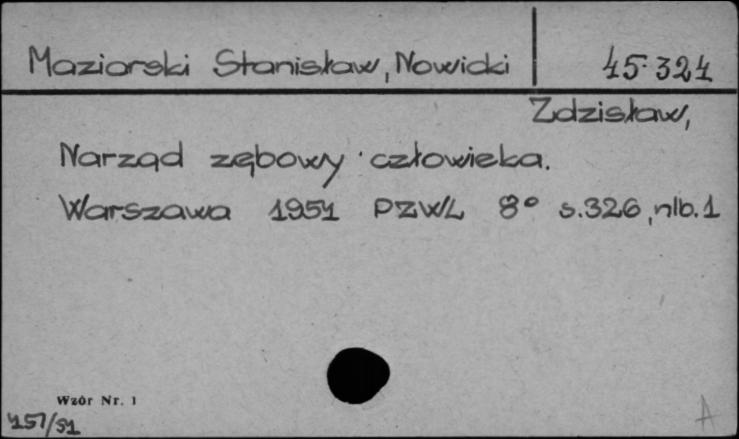 Maziarski Stanisław, Nowicki 45.324
Zdzisław,
Narząd zębowy człowieka.
Warszawa 1951 PZWL 8° s.326, nlb.1
Wzór Nr. 1
457/51
A